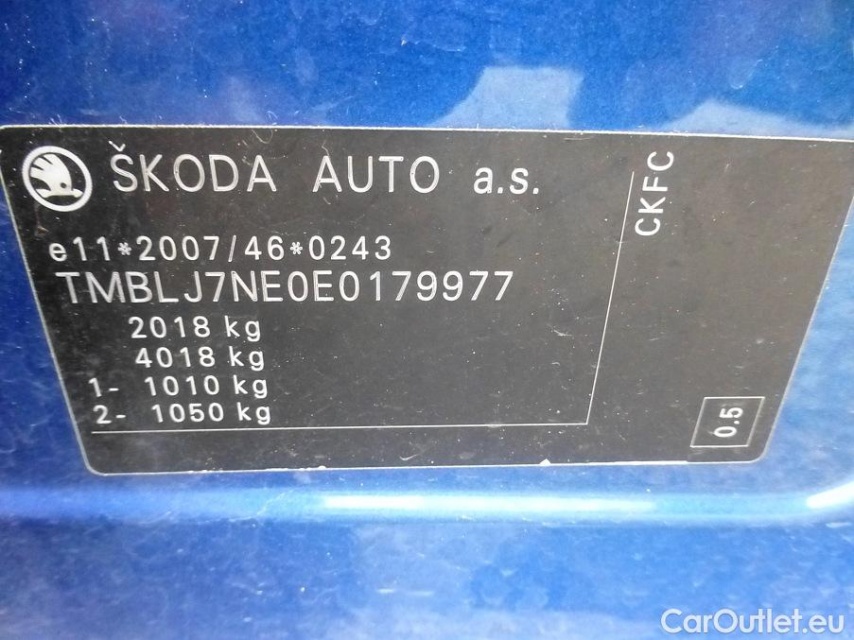 ŠKODA AUTO a.s.
e11*2007/46*0243
TMBLJ7NE0E0179977
2018 kg
4018 kg
1- 1010 kg
2- 1050 kg
CKFC
0.5
CarOutlet.eu